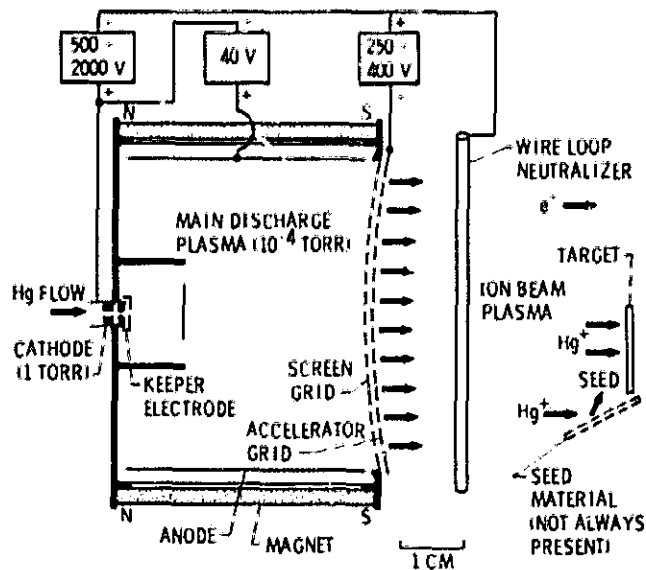 500
2000 V
40 V
250
400 V
N
S
WIRE LOOP
NEUTRALIZER
e⁺
MAIN DISCHARGE
PLASMA (10⁻⁴ TORR)
TARGET
Hg FLOW
ION BEAM
PLASMA
Hg⁺
CATHODE
(1 TORR)
KEEPER
ELECTRODE
SCREEN
GRID
SEED
Hg⁺
ACCELERATOR
GRID
SEED
MATERIAL
(NOT ALWAYS
PRESENT)
N
S
ANODE
MAGNET
1 CM